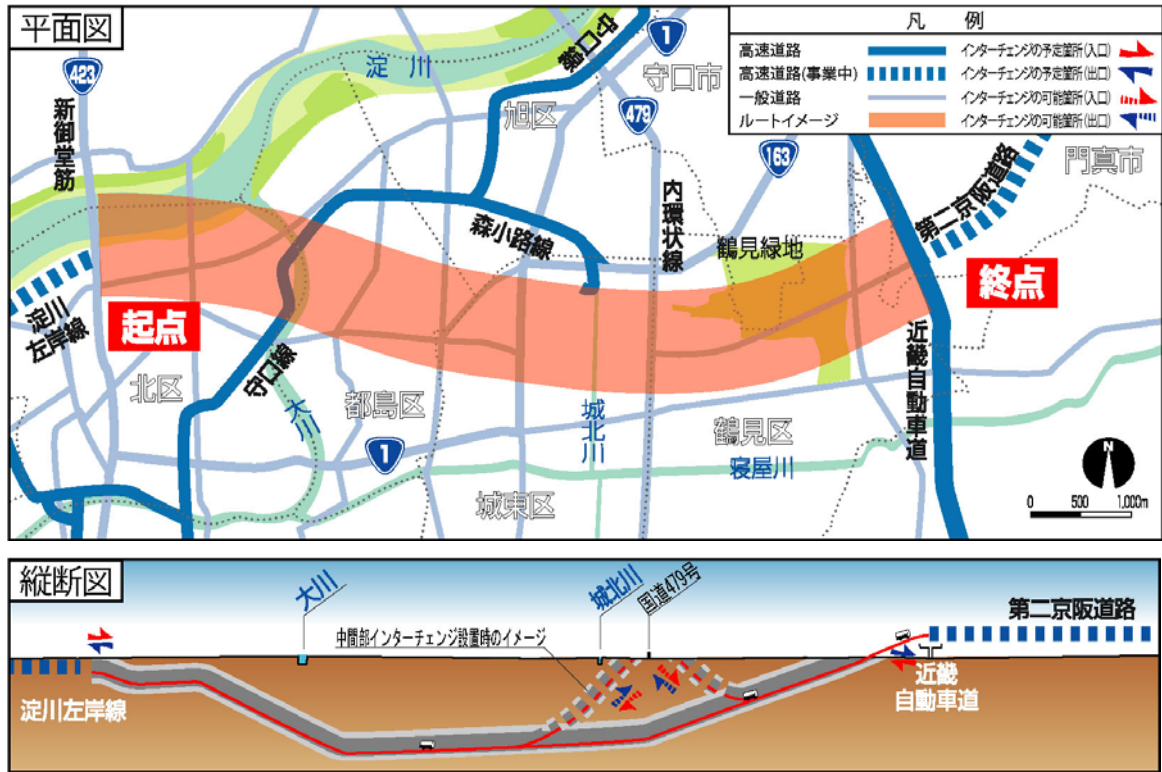 平面図
凡 例
高速道路
インターチェンジの予定箇所(入口)
高速道路(事業中)
インターチェンジの予定箇所(出口)
一般道路
インターチェンジの可能箇所(入口)
ルートイメージ
インターチェンジの可能箇所(出口)
423
新御堂筋
淀川
守口線
1
守口市
旭区
479
163
門真市
第二京阪道路
内環状線
森小路線
鶴見緑地
淀川
左岸線
起点
終点
北区
守口線
大川
都島区
1
城北川
鶴見区
寝屋川
城東区
近畿自動車道
N
0 500 1,000m
縦断図
大川
城北川
国道479号
中間部インターチェンジ設置時のイメージ
第二京阪道路
淀川左岸線
近畿
自動車道